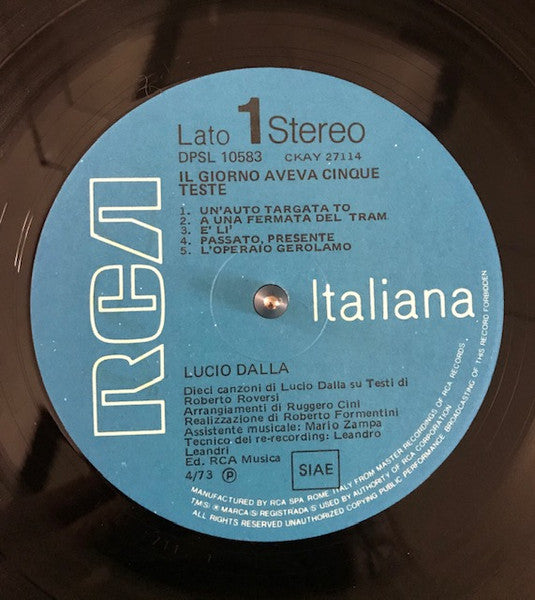 Lato 1 Stereo
DPSL 10583 CKAY 27114
IL GIORNO AVEVA CINQUE
TESTE
1. UN'AUTO TARGATA TO
2. A UNA FERMATA DEL TRAM
3. E' LI'
4. PASSATO, PRESENTE
5. L'OPERAIO GEROLAMO
RCA
Italiana
LUCIO DALLA
Dieci canzoni di Lucio Dalla su Testi di
Roberto Roversi
Arrangiamenti di Ruggero Cini
Realizzazione di Roberto Formentini
Assistente musicale: Mario Zampa
Tecnico del re-recording: Leandro
Leandri
Ed. RCA Musica
4/73 Ⓟ
SIAE
MANUFACTURED BY RCA SPA ROME ITALY FROM MASTER RECORDINGS OF RCA RECORDS
TMS ® MARCA(S) REGISTRADA(S) USED BY AUTHORITY OF RCA CORPORATION
ALL RIGHTS RESERVED UNAUTHORIZED COPYING PUBLIC PERFORMANCE BROADCASTING OF THIS RECORD FORBIDDEN